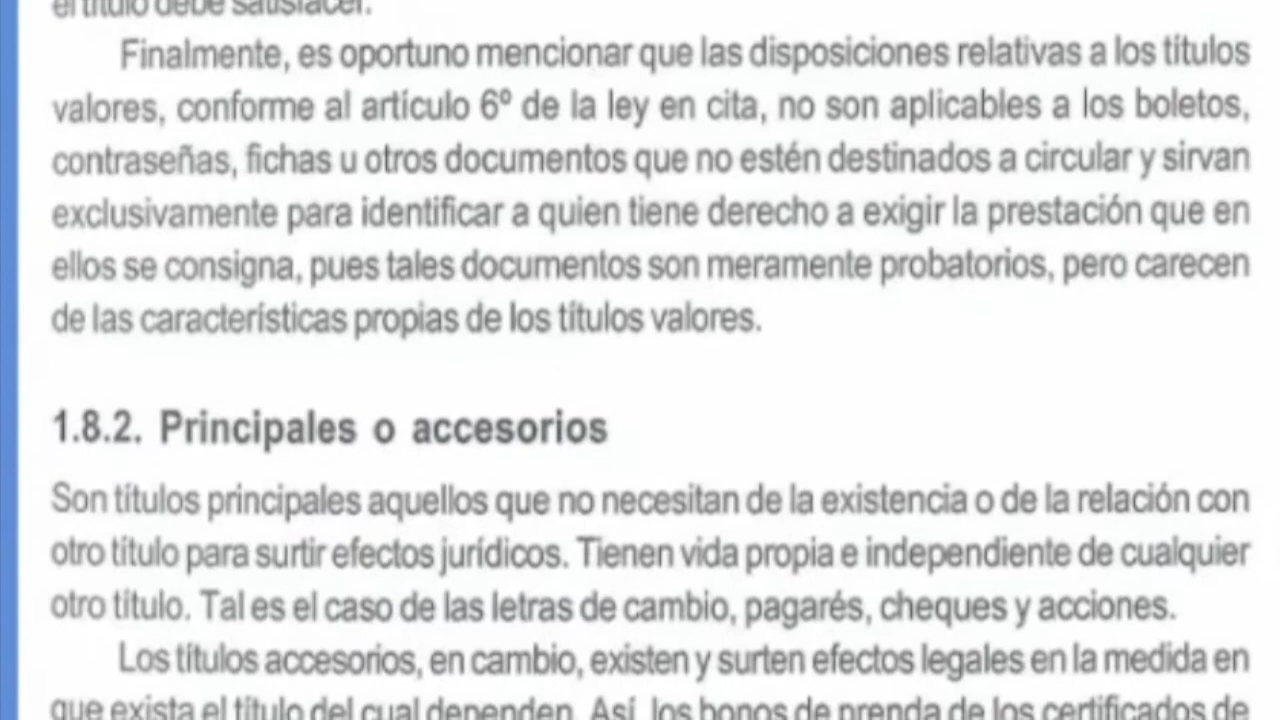 el título debe satisfacer.
Finalmente, es oportuno mencionar que las disposiciones relativas a los títulos
valores, conforme al artículo 6º de la ley en cita, no son aplicables a los boletos,
contraseñas, fichas u otros documentos que no estén destinados a circular y sirvan
exclusivamente para identificar a quien tiene derecho a exigir la prestación que en
ellos se consigna, pues tales documentos son meramente probatorios, pero carecen
de las características propias de los títulos valores.
1.8.2. Principales o accesorios
Son títulos principales aquellos que no necesitan de la existencia o de la relación con
otro título para surtir efectos jurídicos. Tienen vida propia e independiente de cualquier
otro título. Tal es el caso de las letras de cambio, pagarés, cheques y acciones.
Los títulos accesorios, en cambio, existen y surten efectos legales en la medida en
que exista el título del cual dependen. Así, los bonos de prenda de los certificados de